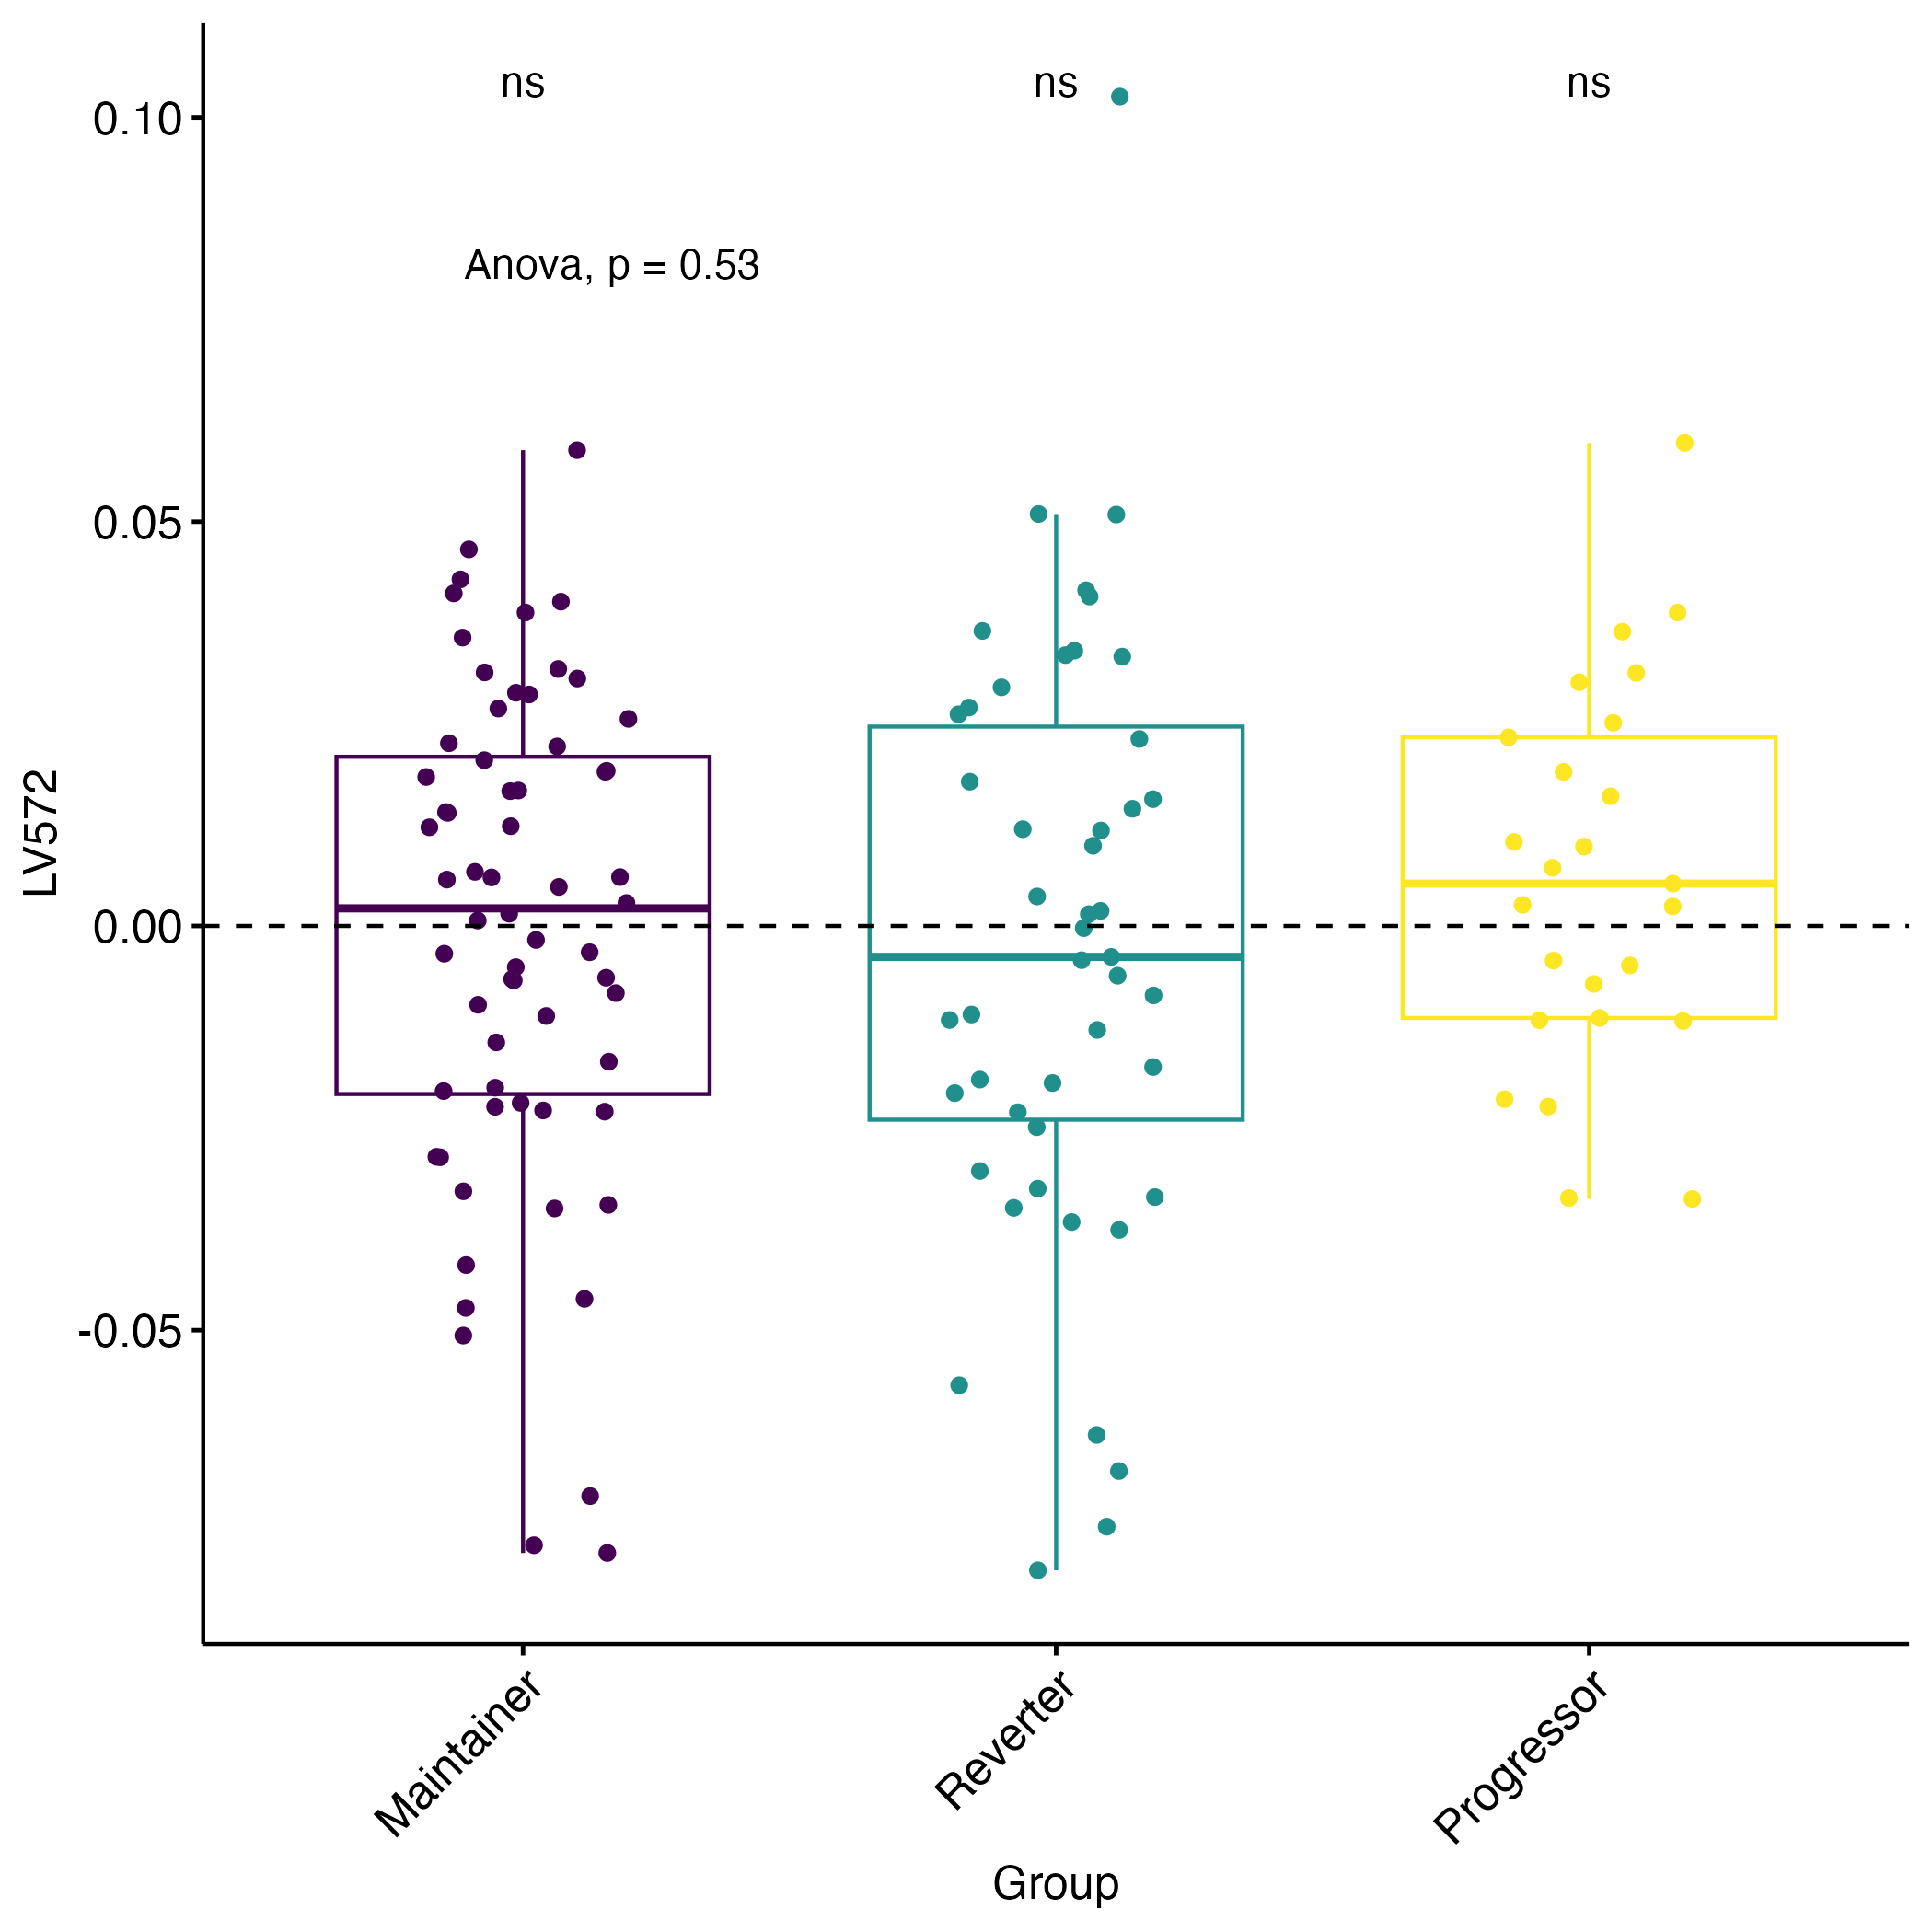 ns ns ns
0.10
Anova, p = 0.53
0.05
LV572
0.00
-0.05
Maintainer Reverter Progressor
Group